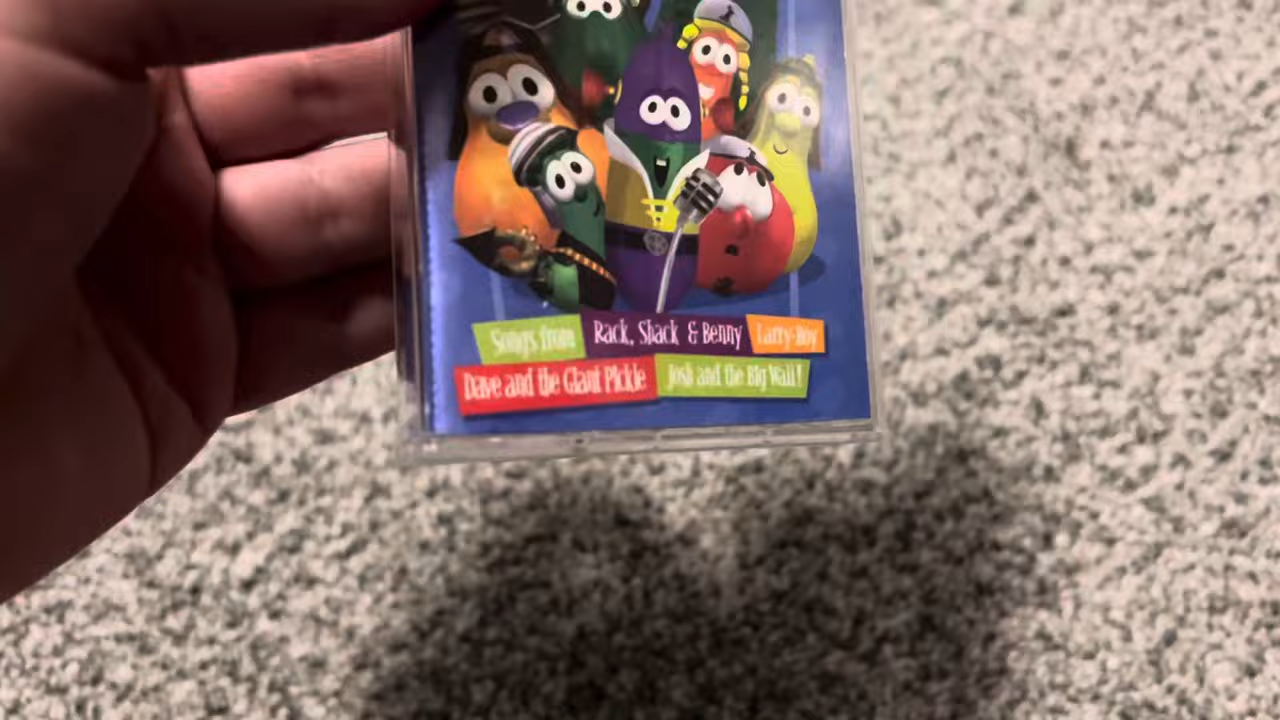 Songs from Rack, Shack & Benny Larry-Boy
Dave and the Giant Pickle Josh and the Big Wall!